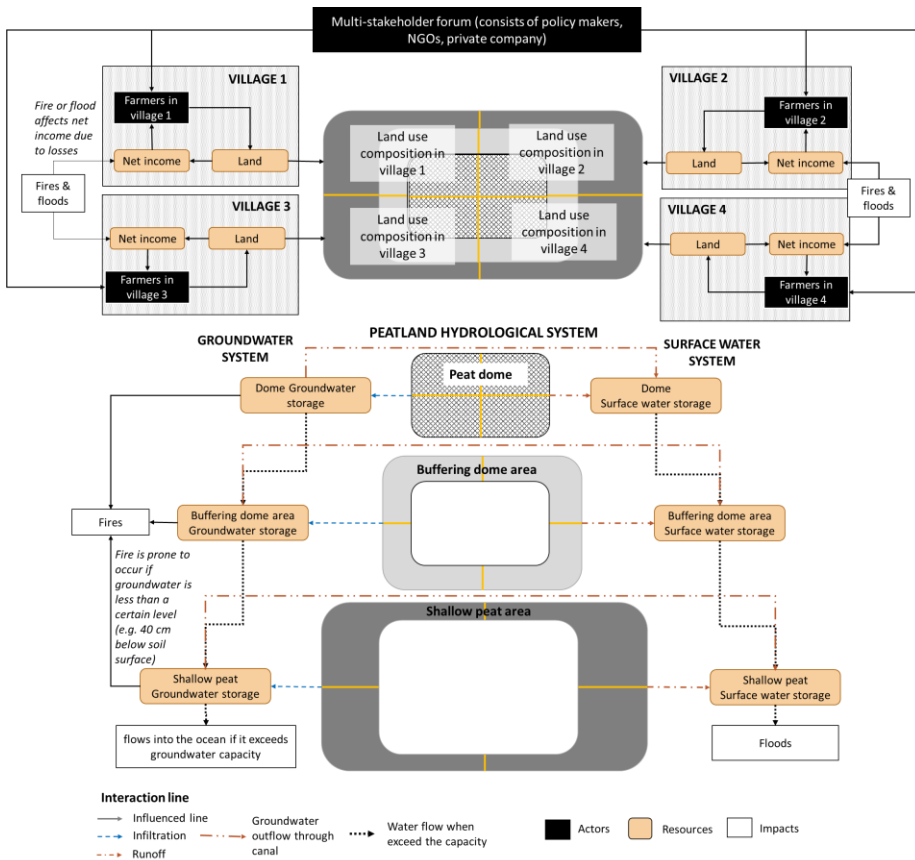 Multi-stakeholder forum (consists of policy makers,
NGOs, private company)
VILLAGE 1
Farmers in
village 1
Net income
Land
Fire or flood
affects net
income due
to losses
Fires &
floods
VILLAGE 3
Net income
Land
Farmers in
village 3
Land use
composition in
village 1
Land use
composition in
village 2
Land use
composition in
village 3
Land use
composition in
village 4
VILLAGE 2
Farmers in
village 2
Land
Net income
Fires &
floods
VILLAGE 4
Land
Net income
Farmers in
village 4
PEATLAND HYDROLOGICAL SYSTEM
GROUNDWATER
SYSTEM
SURFACE WATER
SYSTEM
Peat dome
Dome Groundwater
storage
Dome
Surface water storage
Buffering dome area
Fires
Buffering dome area
Groundwater storage
Buffering dome area
Surface water storage
Fire is prone to
occur if
groundwater is
less than a
certain level
(e.g. 40 cm
below soil
surface)
Shallow peat area
Shallow peat
Groundwater storage
Shallow peat
Surface water storage
flows into the ocean if it exceeds
groundwater capacity
Floods
Interaction line
Influenced line
Infiltration
Runoff
Groundwater
outflow through
canal
Water flow when
exceed the capacity
Actors
Resources
Impacts